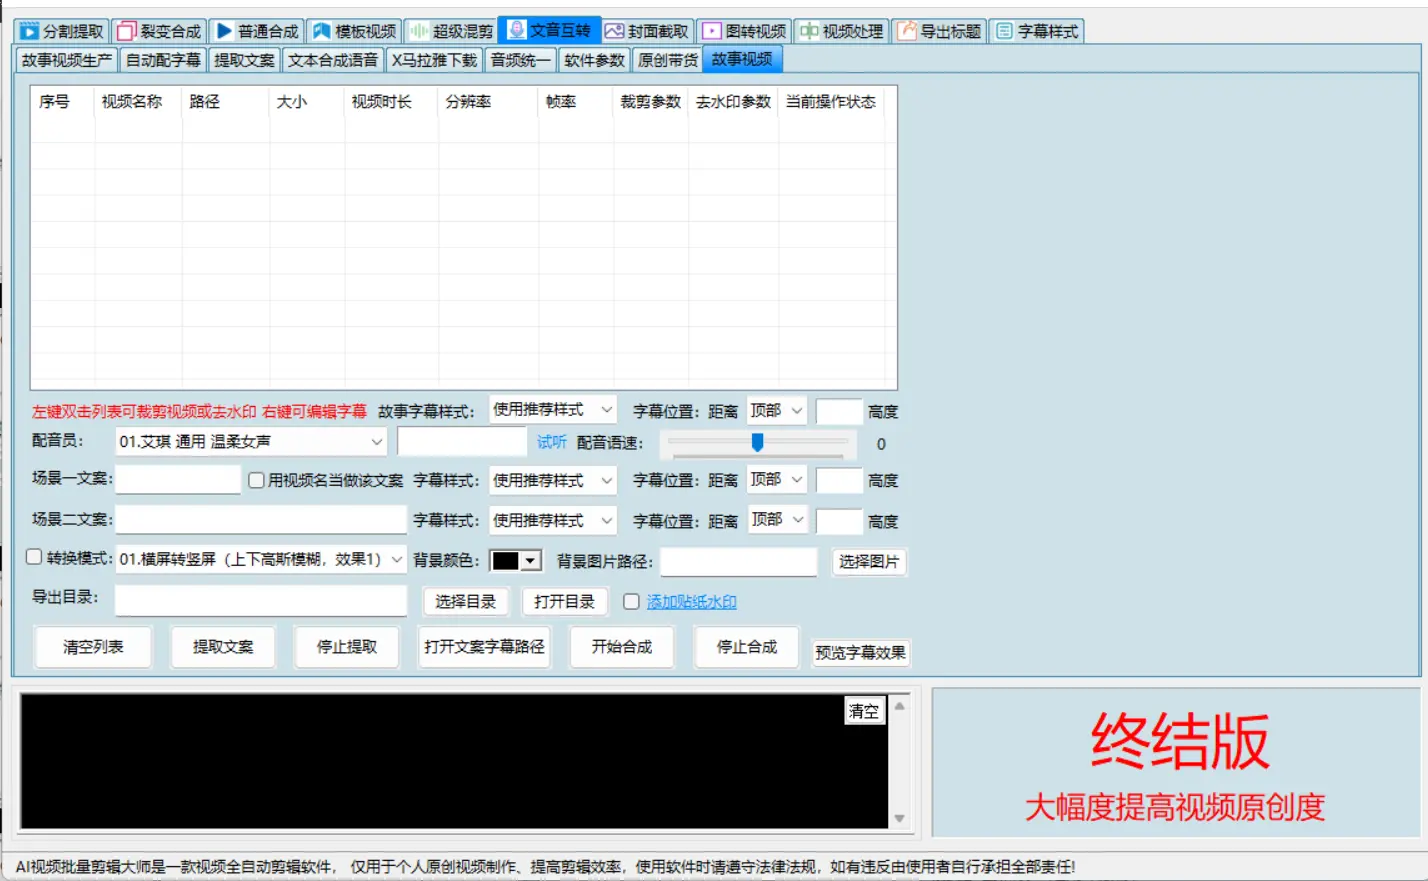 分割提取 裂变合成 普通合成 模板视频 超级混剪 文音互转 封面截取 图转视频 视频处理 导出标题 字幕样式
故事视频生产 自动配字幕 提取文案 文本合成语音 X马拉雅下载 音频统一 软件参数 原创带货 故事视频
序号 视频名称 路径 大小 视频时长 分辨率 帧率 裁剪参数 去水印参数 当前操作状态
左键双击列表可裁剪视频或去水印 右键可编辑字幕 故事字幕样式: 使用推荐样式 字幕位置: 距离 顶部 高度
配音员: 01.艾琪 通用 温柔女声 试听 配音语速: 0
场景一文案: 用视频名当做该文案 字幕样式: 使用推荐样式 字幕位置: 距离 顶部 高度
场景二文案: 字幕样式: 使用推荐样式 字幕位置: 距离 顶部 高度
转换模式: 01.横屏转竖屏（上下高斯模糊，效果1） 背景颜色: 背景图片路径: 选择图片
导出目录: 选择目录 打开目录 添加贴纸水印
清空列表 提取文案 停止提取 打开文案字幕路径 开始合成 停止合成 预览字幕效果
清空
终结版
大幅度提高视频原创度
AI视频批量剪辑大师是一款视频全自动剪辑软件， 仅用于个人原创视频制作、提高剪辑效率，使用软件时请遵守法律法规，如有违反由使用者自行承担全部责任!